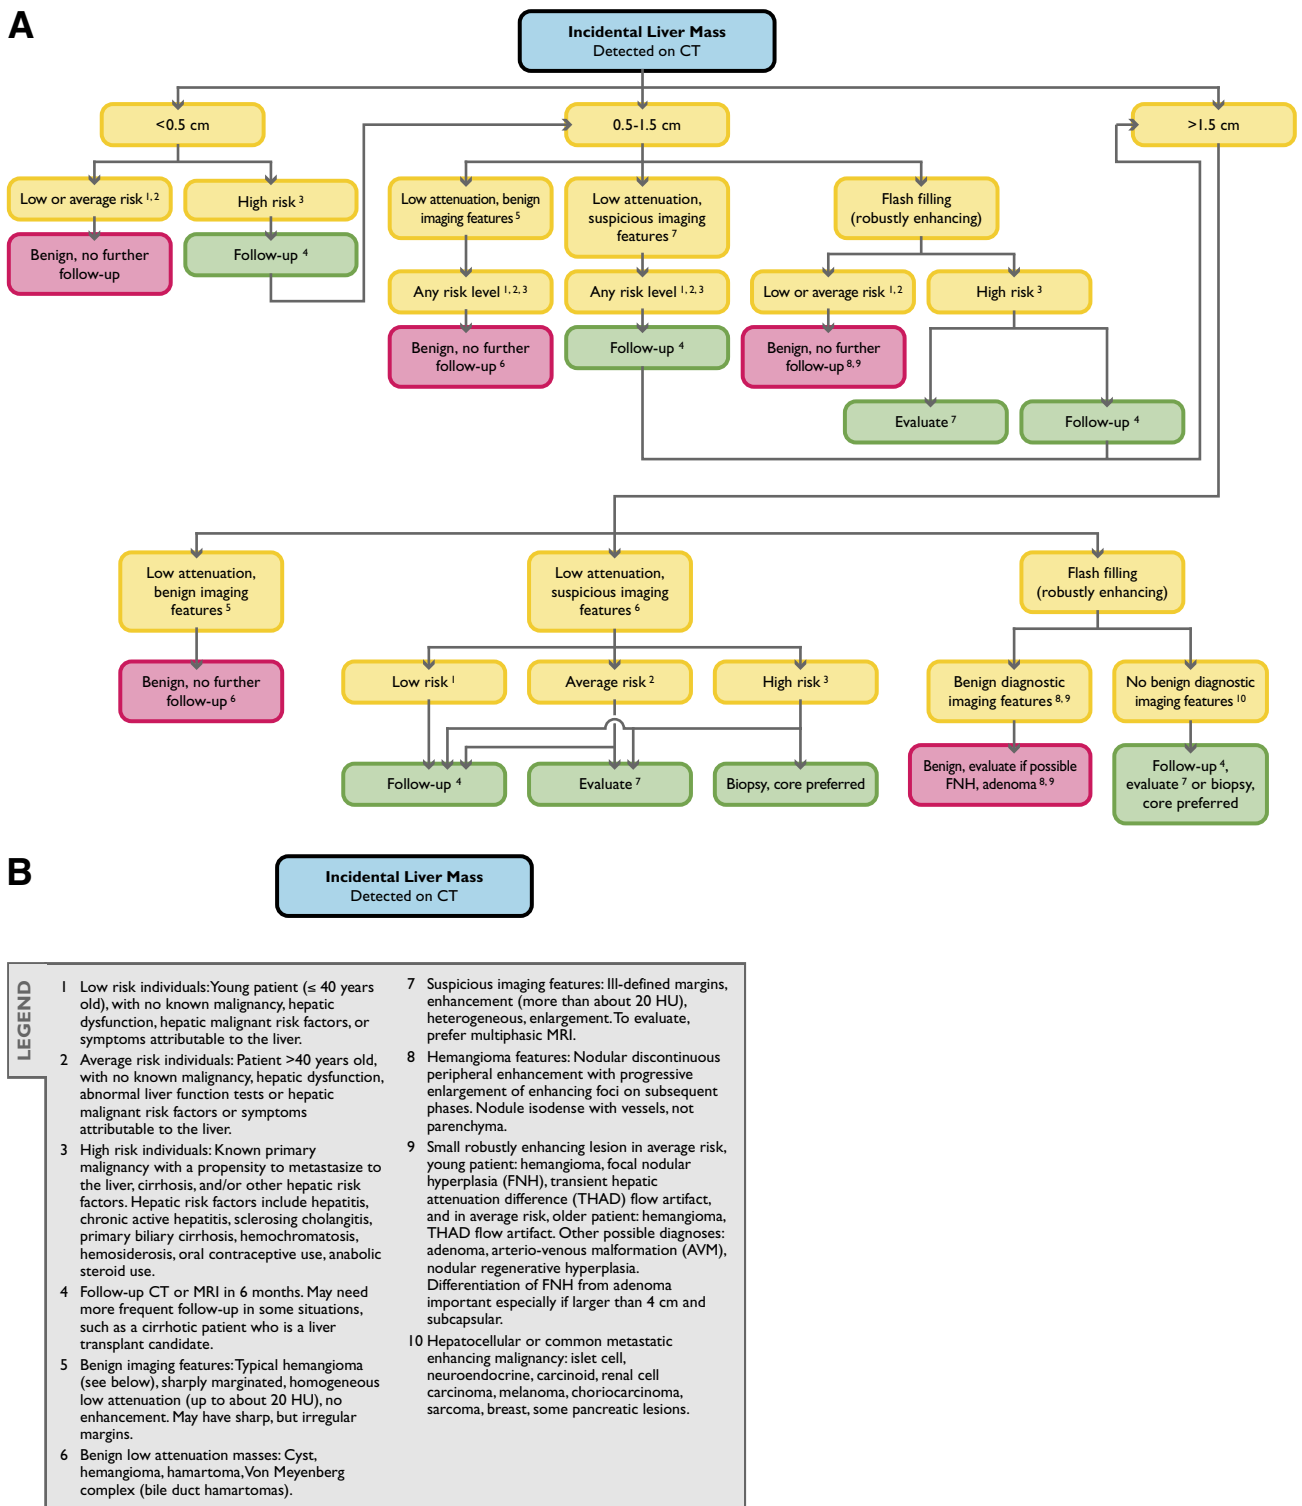 A
Incidental Liver Mass
Detected on CT
<0.5 cm
0.5-1.5 cm
>1.5 cm
Low or average risk 1, 2
High risk 3
Low attenuation, benign
imaging features 5
Low attenuation,
suspicious imaging
features 7
Flash filling
(robustly enhancing)
Benign, no further
follow-up
Follow-up 4
Any risk level 1, 2, 3
Any risk level 1, 2, 3
Low or average risk 1, 2
High risk 3
Benign, no further
follow-up 6
Follow-up 4
Benign, no further
follow-up 8, 9
Evaluate 7
Follow-up 4
Low attenuation,
benign imaging
features 5
Low attenuation,
suspicious imaging
features 6
Flash filling
(robustly enhancing)
Benign, no further
follow-up 6
Low risk 1
Average risk 2
High risk 3
Benign diagnostic
imaging features 8, 9
No benign diagnostic
imaging features 10
Follow-up 4
Evaluate 7
Biopsy, core preferred
Benign, evaluate if possible
FNH, adenoma 8, 9
Follow-up 4,
evaluate 7 or biopsy,
core preferred
B
Incidental Liver Mass
Detected on CT
LEGEND
1 Low risk individuals: Young patient (≤ 40 years
old), with no known malignancy, hepatic
dysfunction, hepatic malignant risk factors, or
symptoms attributable to the liver.
2 Average risk individuals: Patient >40 years old,
with no known malignancy, hepatic dysfunction,
abnormal liver function tests or hepatic
malignant risk factors or symptoms
attributable to the liver.
3 High risk individuals: Known primary
malignancy with a propensity to metastasize to
the liver, cirrhosis, and/or other hepatic risk
factors. Hepatic risk factors include hepatitis,
chronic active hepatitis, sclerosing cholangitis,
primary biliary cirrhosis, hemochromatosis,
hemosiderosis, oral contraceptive use, anabolic
steroid use.
4 Follow-up CT or MRI in 6 months. May need
more frequent follow-up in some situations,
such as a cirrhotic patient who is a liver
transplant candidate.
5 Benign imaging features: Typical hemangioma
(see below), sharply marginated, homogeneous
low attenuation (up to about 20 HU), no
enhancement. May have sharp, but irregular
margins.
6 Benign low attenuation masses: Cyst,
hemangioma, hamartoma, Von Meyenberg
complex (bile duct hamartomas).
7 Suspicious imaging features: Ill-defined margins,
enhancement (more than about 20 HU),
heterogeneous, enlargement. To evaluate,
prefer multiphasic MRI.
8 Hemangioma features: Nodular discontinuous
peripheral enhancement with progressive
enlargement of enhancing foci on subsequent
phases. Nodule isodense with vessels, not
parenchyma.
9 Small robustly enhancing lesion in average risk,
young patient: hemangioma, focal nodular
hyperplasia (FNH), transient hepatic
attenuation difference (THAD) flow artifact,
and in average risk, older patient: hemangioma,
THAD flow artifact. Other possible diagnoses:
adenoma, arterio-venous malformation (AVM),
nodular regenerative hyperplasia.
Differentiation of FNH from adenoma
important especially if larger than 4 cm and
subcapsular.
10 Hepatocellular or common metastatic
enhancing malignancy: islet cell,
neuroendocrine, carcinoid, renal cell
carcinoma, melanoma, choriocarcinoma,
sarcoma, breast, some pancreatic lesions.